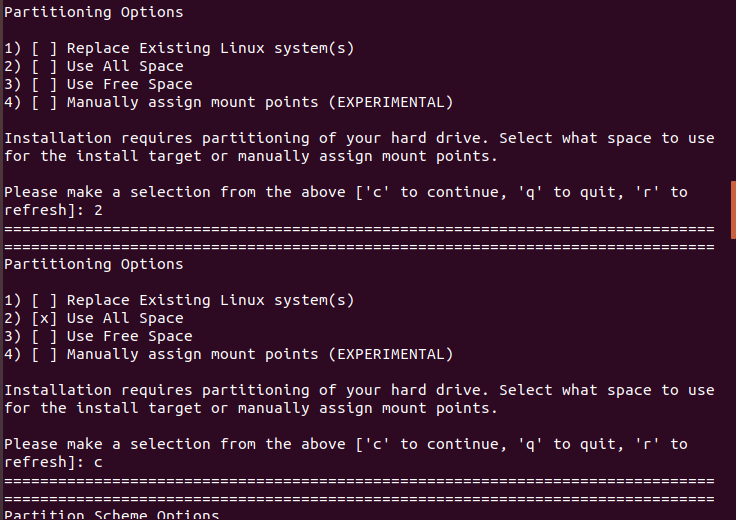 Partitioning Options
1) [ ] Replace Existing Linux system(s)
2) [ ] Use All Space
3) [ ] Use Free Space
4) [ ] Manually assign mount points (EXPERIMENTAL)
Installation requires partitioning of your hard drive. Select what space to use
for the install target or manually assign mount points.
Please make a selection from the above ['c' to continue, 'q' to quit, 'r' to
refresh]: 2
===============================================================================
===============================================================================
Partitioning Options
1) [ ] Replace Existing Linux system(s)
2) [x] Use All Space
3) [ ] Use Free Space
4) [ ] Manually assign mount points (EXPERIMENTAL)
Installation requires partitioning of your hard drive. Select what space to use
for the install target or manually assign mount points.
Please make a selection from the above ['c' to continue, 'q' to quit, 'r' to
refresh]: c
===============================================================================
===============================================================================
Partition Scheme Options